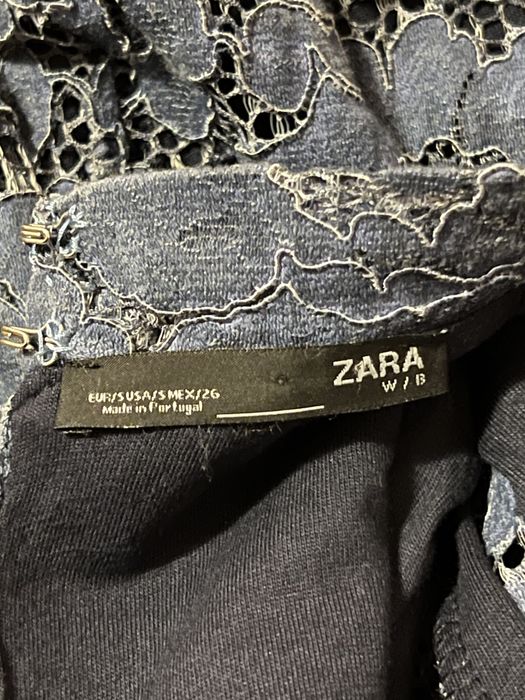 ZARA
W/B
EUR/S USA/S MEX/26
Made in Portugal